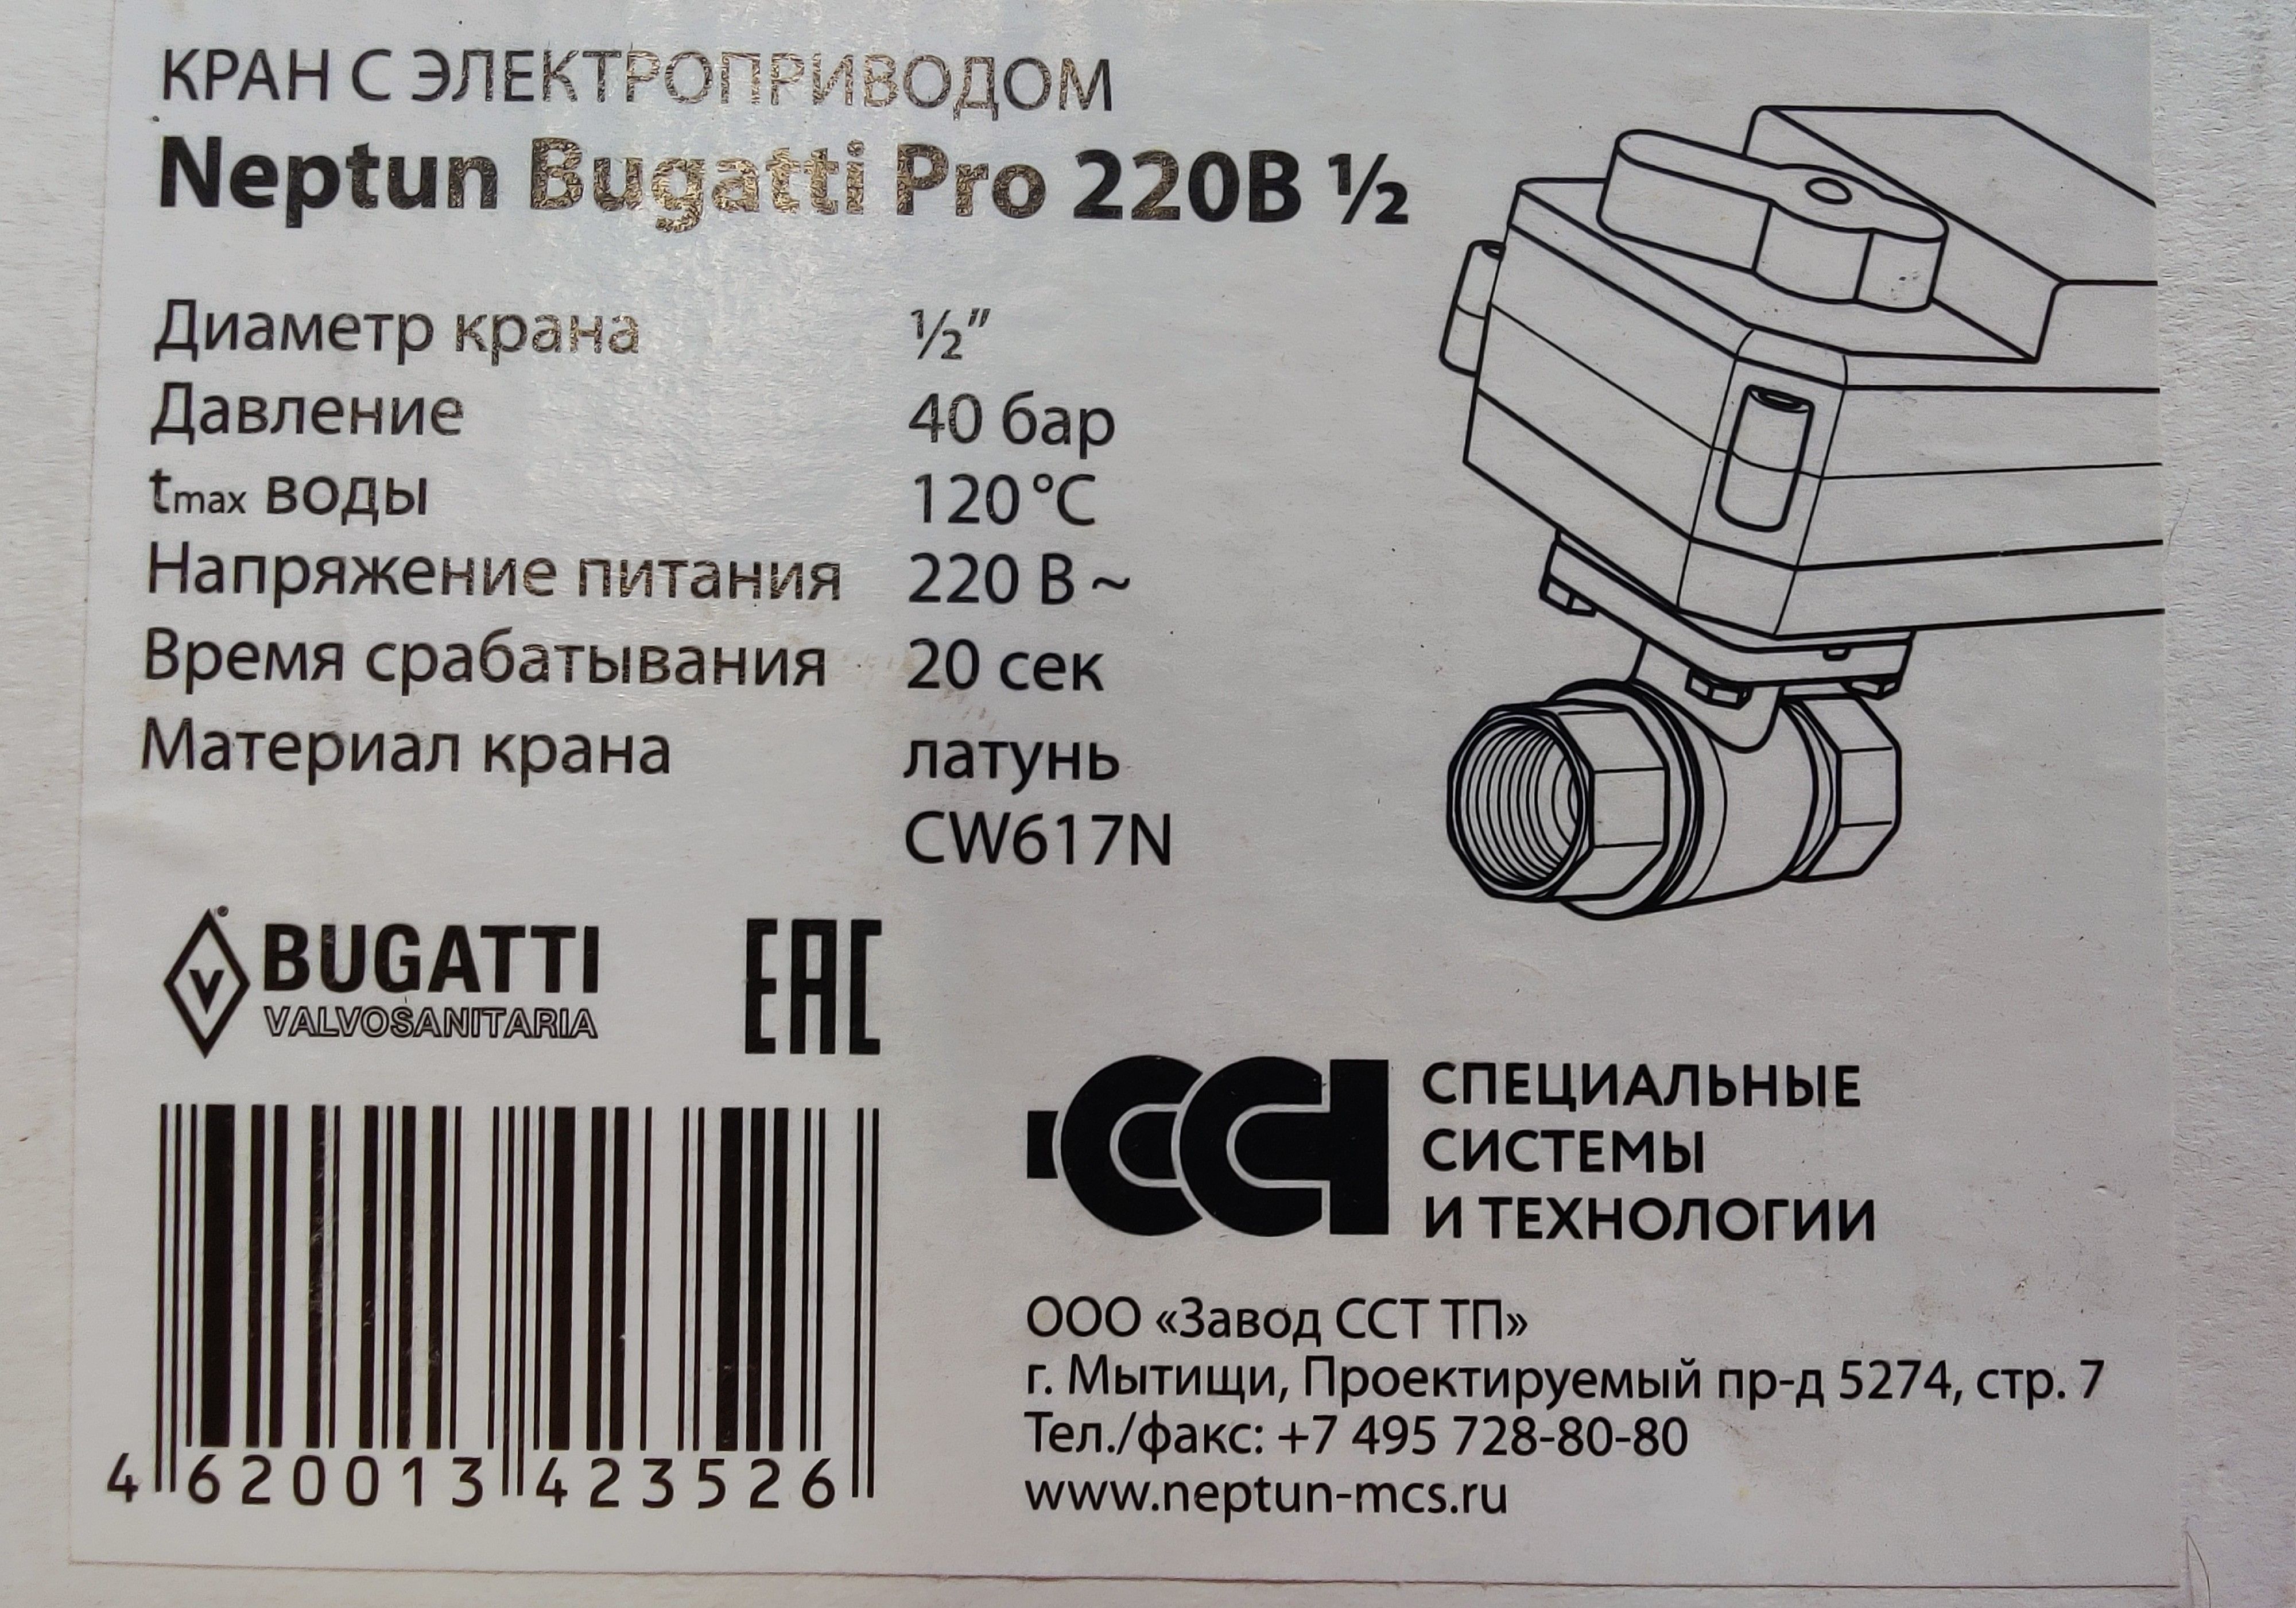 КРАН С ЭЛЕКТРОПРИВОДОМ
Neptun Bugatti Pro 220В ½
Диаметр крана ½″
Давление 40 бар
tmax воды 120 °C
Напряжение питания 220 В ~
Время срабатывания 20 сек
Материал крана латунь
CW617N
V BUGATTI
VALVOSANITARIA
EAC
ССТ
СПЕЦИАЛЬНЫЕ
СИСТЕМЫ
И ТЕХНОЛОГИИ
ООО «Завод ССТ ТП»
г. Мытищи, Проектируемый пр-д 5274, стр. 7
Тел./факс: +7 495 728-80-80
www.neptun-mcs.ru
4 620013 423526